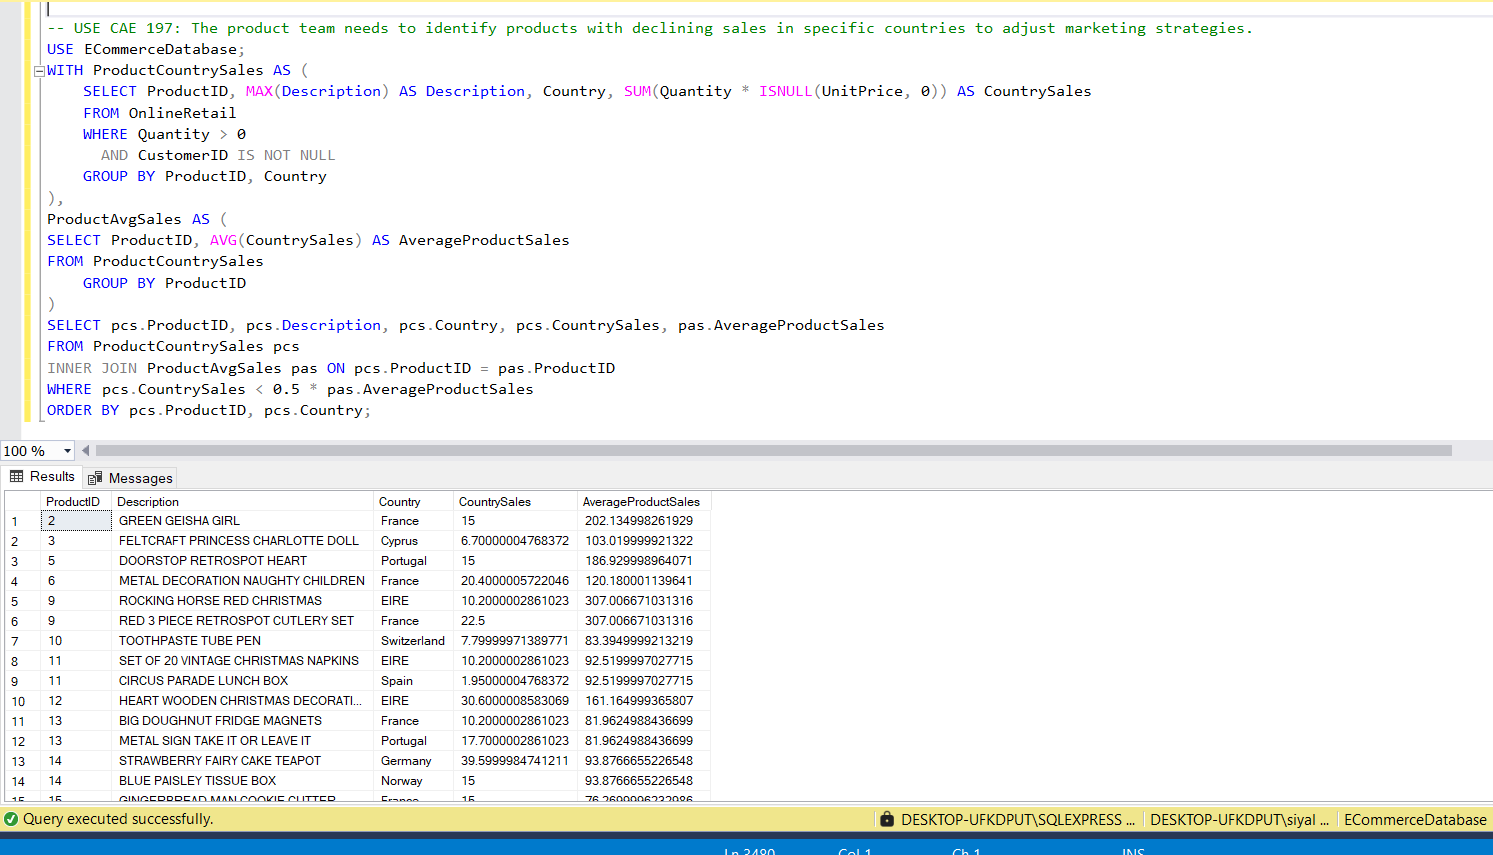 -- USE CAE 197: The product team needs to identify products with declining sales in specific countries to adjust marketing strategies.
USE ECommerceDatabase;
WITH ProductCountrySales AS (
SELECT ProductID, MAX(Description) AS Description, Country, SUM(Quantity * ISNULL(UnitPrice, 0)) AS CountrySales
FROM OnlineRetail
WHERE Quantity > 0
AND CustomerID IS NOT NULL
GROUP BY ProductID, Country
),
ProductAvgSales AS (
SELECT ProductID, AVG(CountrySales) AS AverageProductSales
FROM ProductCountrySales
GROUP BY ProductID
)
SELECT pcs.ProductID, pcs.Description, pcs.Country, pcs.CountrySales, pas.AverageProductSales
FROM ProductCountrySales pcs
INNER JOIN ProductAvgSales pas ON pcs.ProductID = pas.ProductID
WHERE pcs.CountrySales < 0.5 * pas.AverageProductSales
ORDER BY pcs.ProductID, pcs.Country;
100 %
Results Messages
ProductID Description Country CountrySales AverageProductSales
1 2 GREEN GEISHA GIRL France 15 202.134998261929
2 3 FELTCRAFT PRINCESS CHARLOTTE DOLL Cyprus 6.70000004768372 103.019999921322
3 5 DOORSTOP RETROSPOT HEART Portugal 15 186.929998964071
4 6 METAL DECORATION NAUGHTY CHILDREN France 20.4000005722046 120.180001139641
5 9 ROCKING HORSE RED CHRISTMAS EIRE 10.2000002861023 307.006671031316
6 9 RED 3 PIECE RETROSPOT CUTLERY SET France 22.5 307.006671031316
7 10 TOOTHPASTE TUBE PEN Switzerland 7.79999971389771 83.3949999213219
8 11 SET OF 20 VINTAGE CHRISTMAS NAPKINS EIRE 10.2000002861023 92.5199997027715
9 11 CIRCUS PARADE LUNCH BOX Spain 1.95000004768372 92.5199997027715
10 12 HEART WOODEN CHRISTMAS DECORATI... EIRE 30.6000008583069 161.164999365807
11 13 BIG DOUGHNUT FRIDGE MAGNETS France 10.2000002861023 81.9624988436699
12 13 METAL SIGN TAKE IT OR LEAVE IT Portugal 17.7000002861023 81.9624988436699
13 14 STRAWBERRY FAIRY CAKE TEAPOT Germany 39.5999984741211 93.8766655226548
14 14 BLUE PAISLEY TISSUE BOX Norway 15 93.8766655226548
15 15 GINGERBREAD MAN COOKIE CUTTER France 15 76.2699996232986
Query executed successfully. DESKTOP-UFKDPUT\SQLEXPRESS ... DESKTOP-UFKDPUT\siyal ... ECommerceDatabase
Ln 3480 Col 1 Ch 1 INS